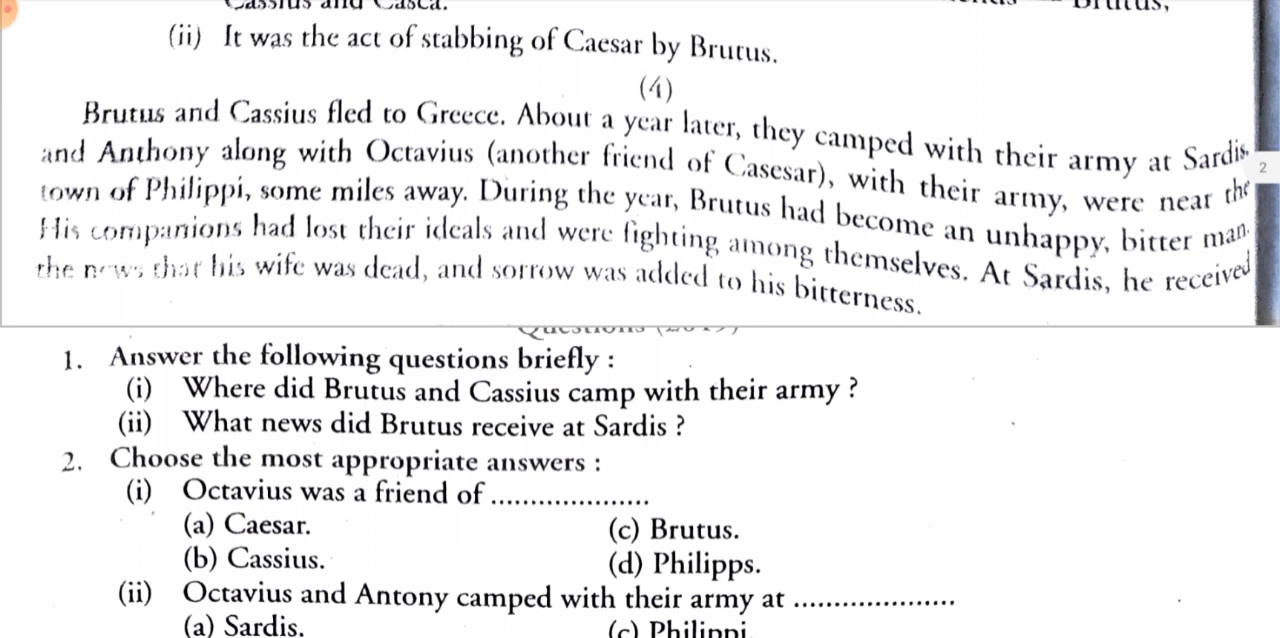 Cassius and Casca. Brutus,
(ii) It was the act of stabbing of Caesar by Brutus.
(4)
Brutus and Cassius fled to Greece. About a year later, they camped with their army at Sardis,
and Anthony along with Octavius (another friend of Casesar), with their army, were near the
town of Philippi, some miles away. During the year, Brutus had become an unhappy, bitter man.
His companions had lost their ideals and were fighting among themselves. At Sardis, he received
the news that his wife was dead, and sorrow was added to his bitterness.
2
1. Answer the following questions briefly :
(i) Where did Brutus and Cassius camp with their army ?
(ii) What news did Brutus receive at Sardis ?
2. Choose the most appropriate answers :
(i) Octavius was a friend of ....................
(a) Caesar. (c) Brutus.
(b) Cassius. (d) Philipps.
(ii) Octavius and Antony camped with their army at ....................
(a) Sardis. (c) Philippi.